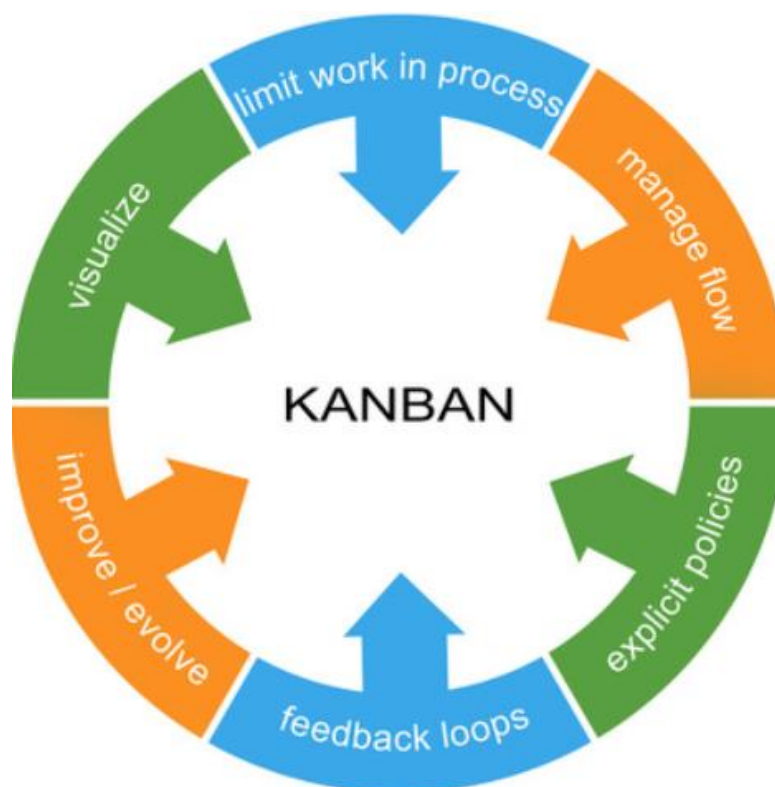 limit work in process
manage flow
visualize
KANBAN
improve / evolve
explicit policies
feedback loops